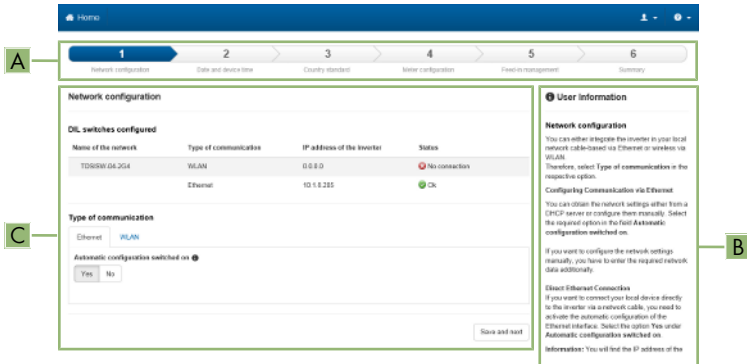 Home
A
1 2 3 4 5 6
Network configuration Date and device time Country standard Meter configuration Feed-in management Summary
Network configuration
DIL switches configured
Name of the network Type of communication IP address of the Inverter Status
WLAN 0.0.0.0 No connection
Ethernet 10.1.8.285 Ok
C
Type of communication
Ethernet WLAN
Automatic configuration switched on
Yes No
Save and next
User Information
Network configuration
You can either integrate the inverter in your local
network cable-based via Ethernet or wireless via
WLAN
Therefore, select Type of communication in the
respective option.
Configuring Communication via Ethernet
You can obtain the network settings either from a
DHCP server or configure them manually. Select
the required option in the field Automatic
configuration switched on.
B
If you want to configure the network settings
manually, you have to enter the required network
data additionally.
Direct Ethernet Connection
If you want to connect your local device directly
to the inverter via a network cable, you need to
activate the automatic configuration of the
Ethernet interface. Select the option Yes under
Automatic configuration switched on
Information: You will find the IP address of the